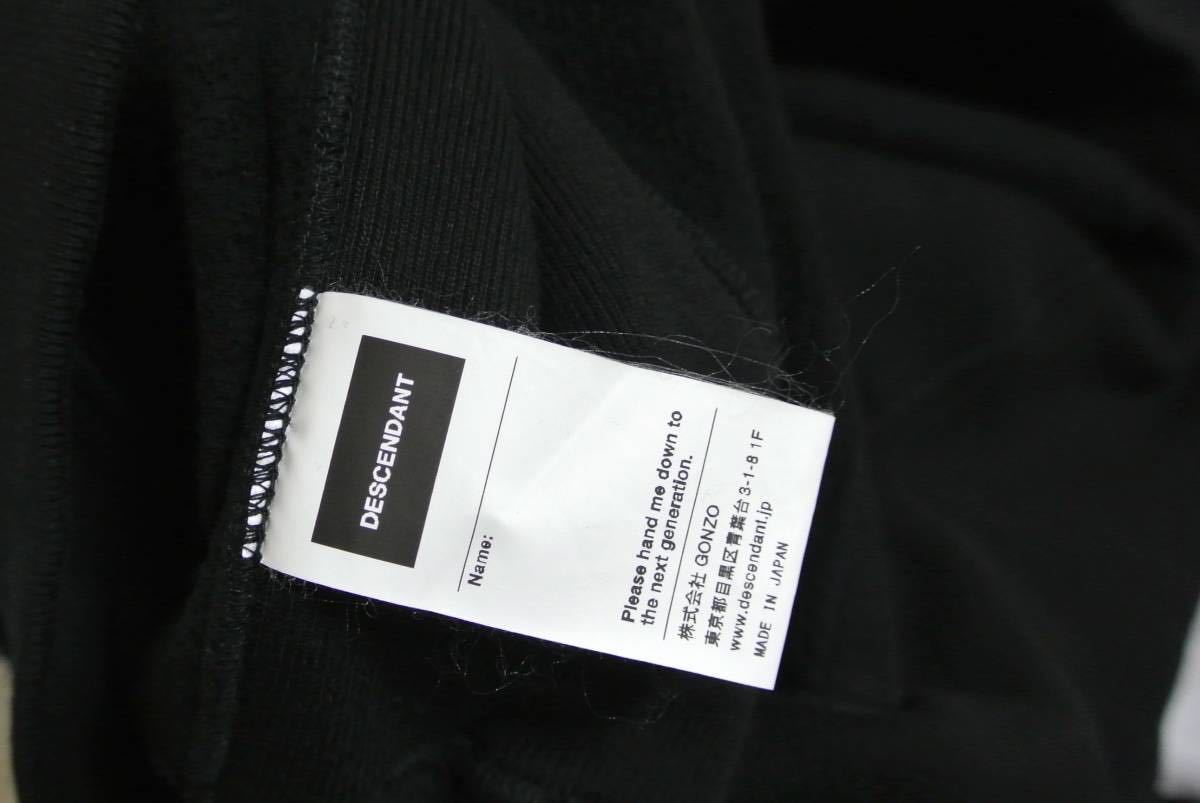 DESCENDANT
Name:
Please hand me down to
the next generation.
株式会社 GONZO
東京都目黒区青葉台3-1-8 1F
www.descendant.jp
MADE IN JAPAN